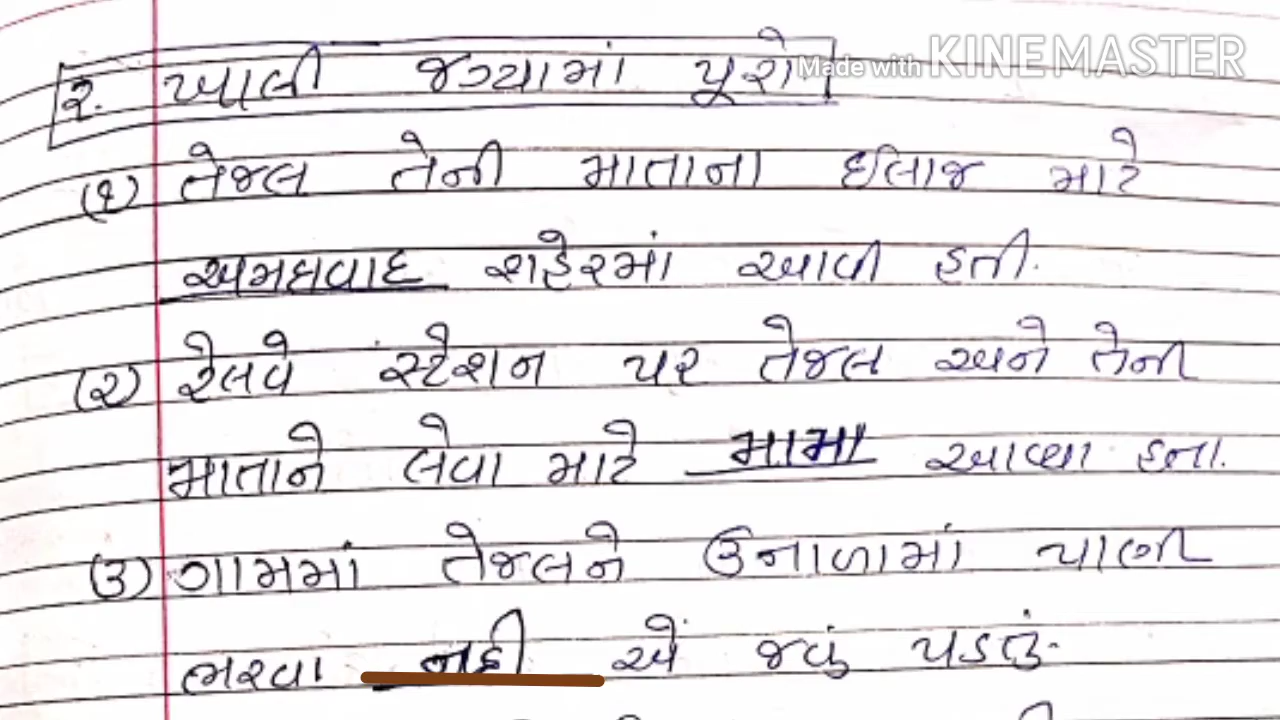 ૨. ખાલી જગ્યામાં પૂરો.
Made with KINEMASTER
(૧) તેજલ તેની માતાના ઈલાજ માટે
અમદાવાદ શહેરમાં આવી હતી.
(૨) રેલવે સ્ટેશન પર તેજલ અને તેની
માતાને લેવા માટે મામા આવ્યા હતા.
(૩) ગામમાં તેજલને ઉનાળામાં પાણી
ભરવા નદી એ જવું પડતું.